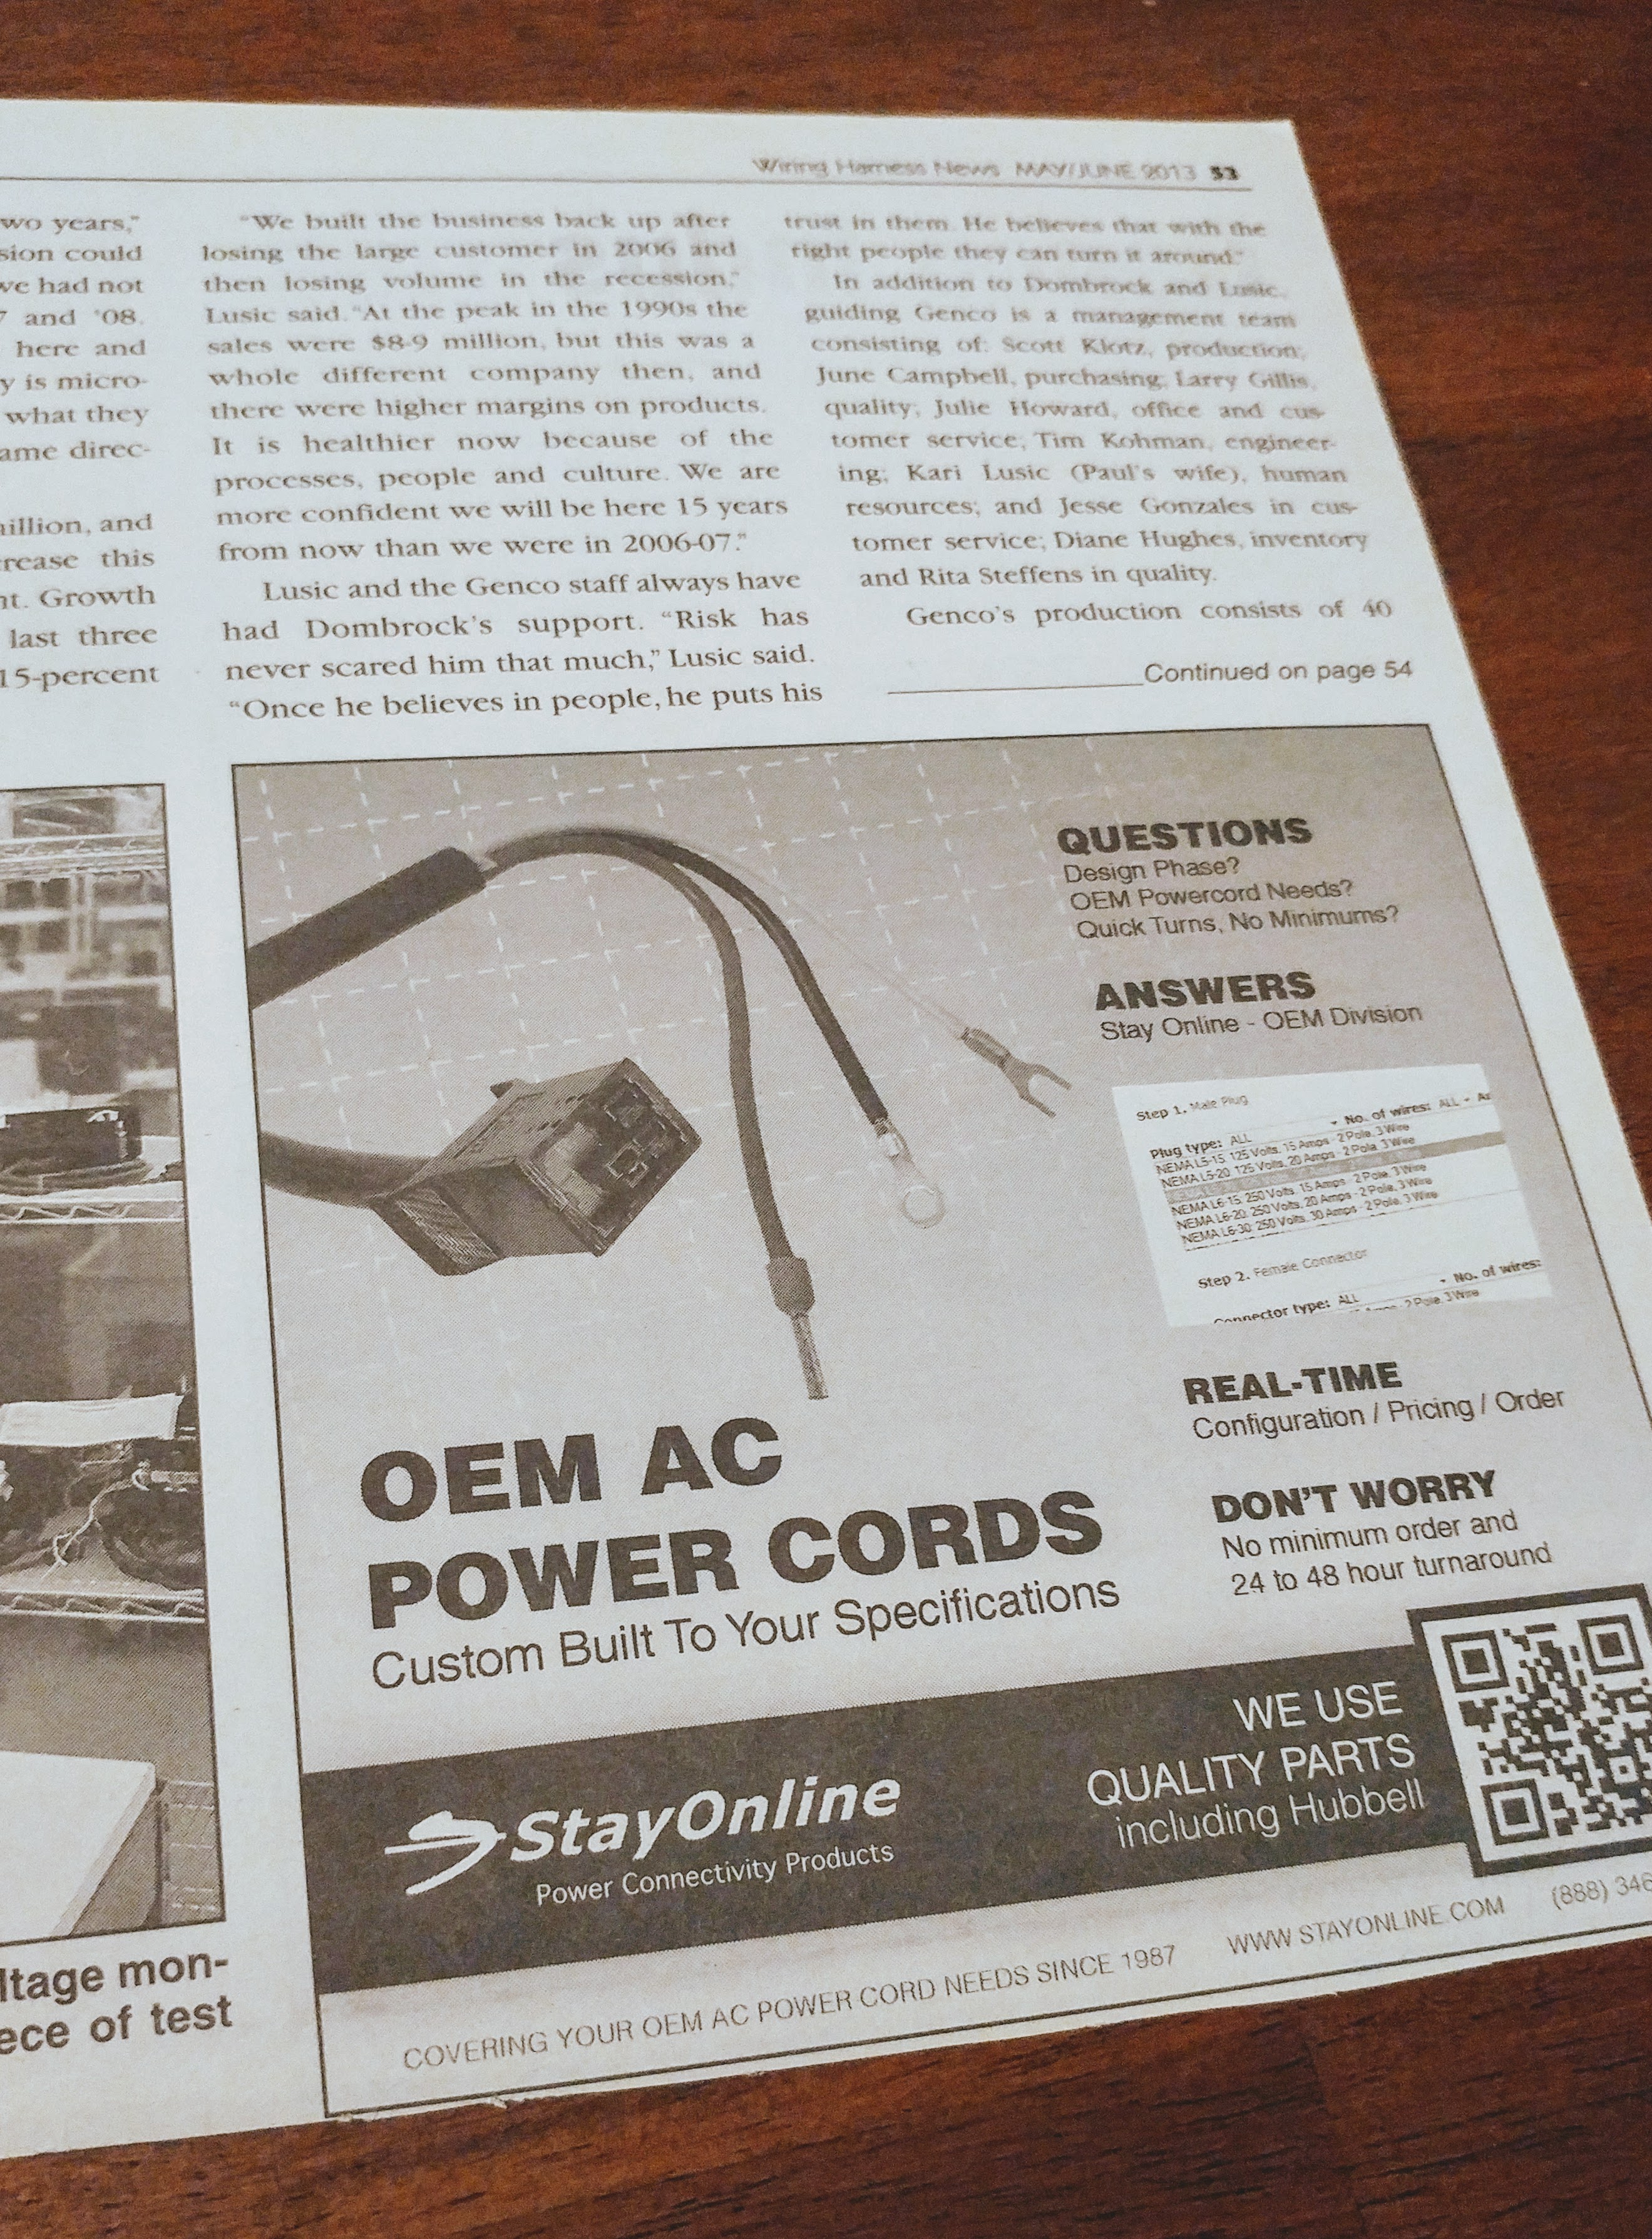 Wiring Harness News MAY/JUNE 2013 53
wo years,"
sion could
ve had not
7 and '08.
here and
y is micro-
what they
ame direc-
nillion, and
rease this
nt. Growth
last three
15-percent
"We built the business back up after
losing the large customer in 2006 and
then losing volume in the recession,"
Lusic said. "At the peak in the 1990s the
sales were $8-9 million, but this was a
whole different company then, and
there were higher margins on products.
It is healthier now because of the
processes, people and culture. We are
more confident we will be here 15 years
from now than we were in 2006-07."
Lusic and the Genco staff always have
had Dombrock's support. "Risk has
never scared him that much," Lusic said.
"Once he believes in people, he puts his
trust in them. He believes that with the
right people they can turn it around."
In addition to Dombrock and Lusic,
guiding Genco is a management team
consisting of: Scott Klotz, production;
June Campbell, purchasing; Larry Gillis,
quality; Julie Howard, office and cus-
tomer service; Tim Kohman, engineer-
ing; Kari Lusic (Paul's wife), human
resources; and Jesse Gonzales in cus-
tomer service; Diane Hughes, inventory
and Rita Steffens in quality.
Genco's production consists of 40
Continued on page 54
ltage mon-
ece of test
QUESTIONS
Design Phase?
OEM Powercord Needs?
Quick Turns, No Minimums?
ANSWERS
Stay Online - OEM Division
Step 1. Male Plug
Plug type: ALL No. of wires: ALL
NEMA L5-15: 125 Volts, 15 Amps - 2 Pole, 3 Wire
NEMA L5-20: 125 Volts, 20 Amps - 2 Pole, 3 Wire
NEMA L6-15: 250 Volts, 15 Amps - 2 Pole, 3 Wire
NEMA L6-20: 250 Volts, 20 Amps - 2 Pole, 3 Wire
NEMA L6-30: 250 Volts, 30 Amps - 2 Pole, 3 Wire
Step 2. Female Connector
Connector type: ALL No. of wires:
2 Pole, 3 Wire
REAL-TIME
Configuration / Pricing / Order
DON'T WORRY
No minimum order and
24 to 48 hour turnaround
OEM AC
POWER CORDS
Custom Built To Your Specifications
StayOnline
Power Connectivity Products
WE USE
QUALITY PARTS
including Hubbell
COVERING YOUR OEM AC POWER CORD NEEDS SINCE 1987 WWW.STAYONLINE.COM (888) 346